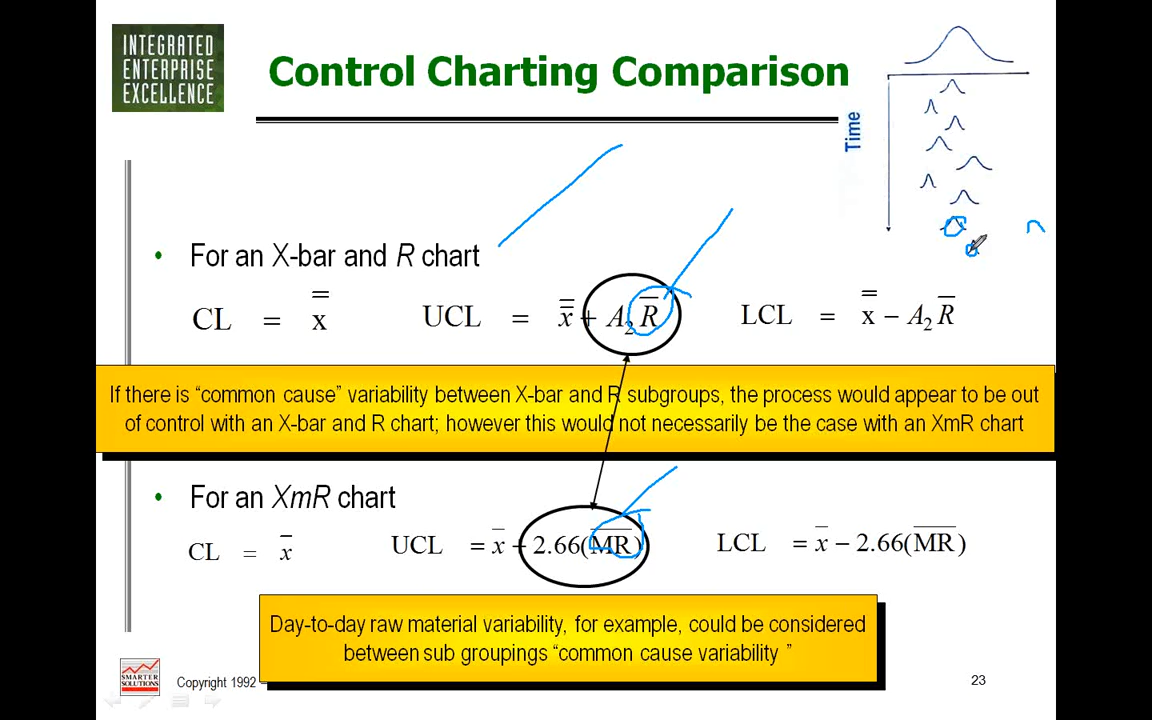 INTEGRATED
ENTERPRISE
EXCELLENCE
Control Charting Comparison
Time
• For an X-bar and R chart
CL = x̿ UCL = x̿ + A₂R̅ LCL = x̿ − A₂R̅
If there is “common cause” variability between X-bar and R subgroups, the process would appear to be out
of control with an X-bar and R chart; however this would not necessarily be the case with an XmR chart
• For an XmR chart
CL = x̅ UCL = x̅ + 2.66(M̅R̅) LCL = x̅ − 2.66(M̅R̅)
Day-to-day raw material variability, for example, could be considered
between sub groupings “common cause variability ”
SMARTER
SOLUTIONS
Copyright 1992
23